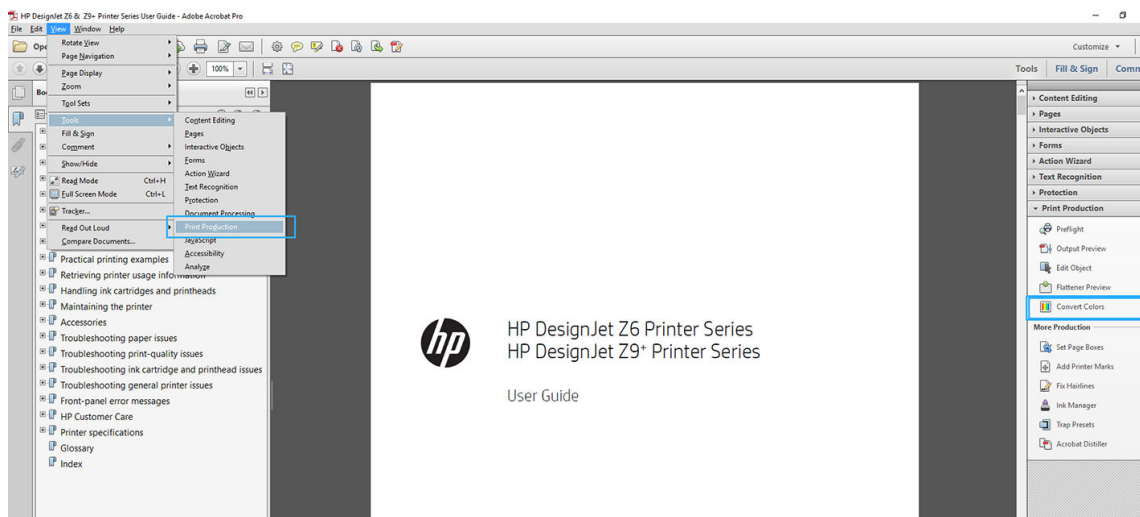 HP DesignJet Z6 & Z9+ Printer Series User Guide - Adobe Acrobat Pro
File Edit View Window Help
Ope
Customize
100%
Tools Fill & Sign Comm
Bo
Rotate View
Page Navigation
Page Display
Zoom
Tool Sets
Tools
Fill & Sign
Comment
Show/Hide
Read Mode Ctrl+H
Full Screen Mode Ctrl+L
Tracker...
Read Out Loud
Compare Documents...
Content Editing
Pages
Interactive Objects
Forms
Action Wizard
Text Recognition
Protection
Document Processing
Print Production
JavaScript
Accessibility
Analyze
Practical printing examples
Retrieving printer usage information
Handling ink cartridges and printheads
Maintaining the printer
Accessories
Troubleshooting paper issues
Troubleshooting print-quality issues
Troubleshooting ink cartridge and printhead issues
Troubleshooting general printer issues
Front-panel error messages
HP Customer Care
Printer specifications
Glossary
Index
hp
HP DesignJet Z6 Printer Series
HP DesignJet Z9+ Printer Series
User Guide
Content Editing
Pages
Interactive Objects
Forms
Action Wizard
Text Recognition
Protection
Print Production
Preflight
Output Preview
Edit Object
Flattener Preview
Convert Colors
More Production
Set Page Boxes
Add Printer Marks
Fix Hairlines
Ink Manager
Trap Presets
Acrobat Distiller